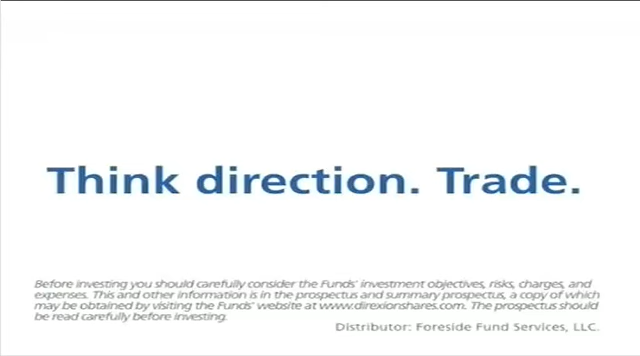 Think direction. Trade.
Before investing you should carefully consider the Funds' investment objectives, risks, charges, and
expenses. This and other information is in the prospectus and summary prospectus, a copy of which
may be obtained by visiting the Funds' website at www.direxionshares.com. The prospectus should
be read carefully before investing.
Distributor: Foreside Fund Services, LLC.